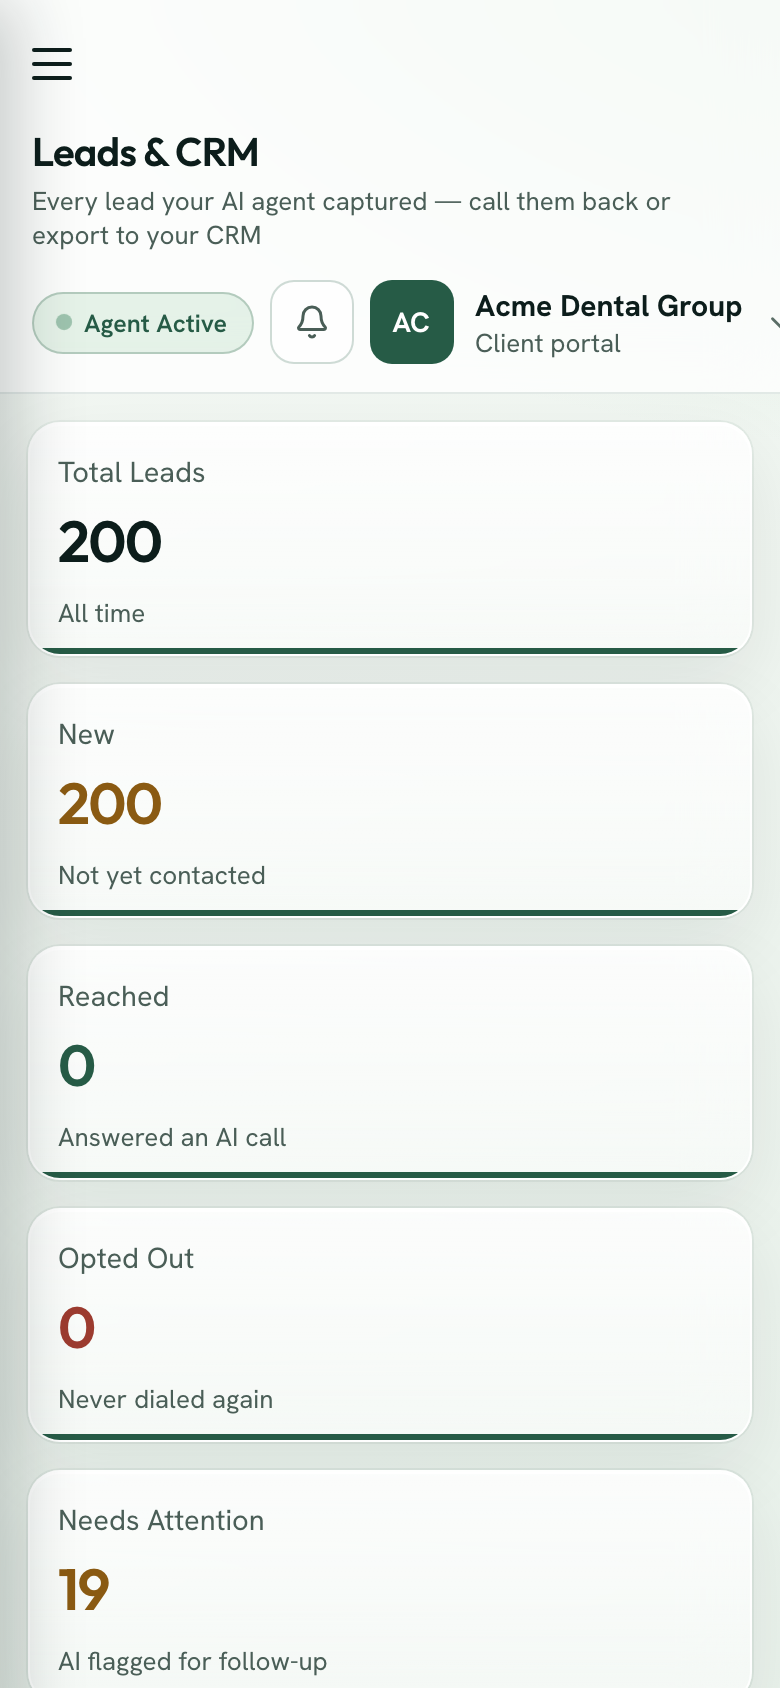 Leads & CRM
Every lead your AI agent captured — call them back or
export to your CRM
Agent Active
AC
Acme Dental Group
Client portal
Total Leads
200
All time
New
200
Not yet contacted
Reached
0
Answered an AI call
Opted Out
0
Never dialed again
Needs Attention
19
AI flagged for follow-up